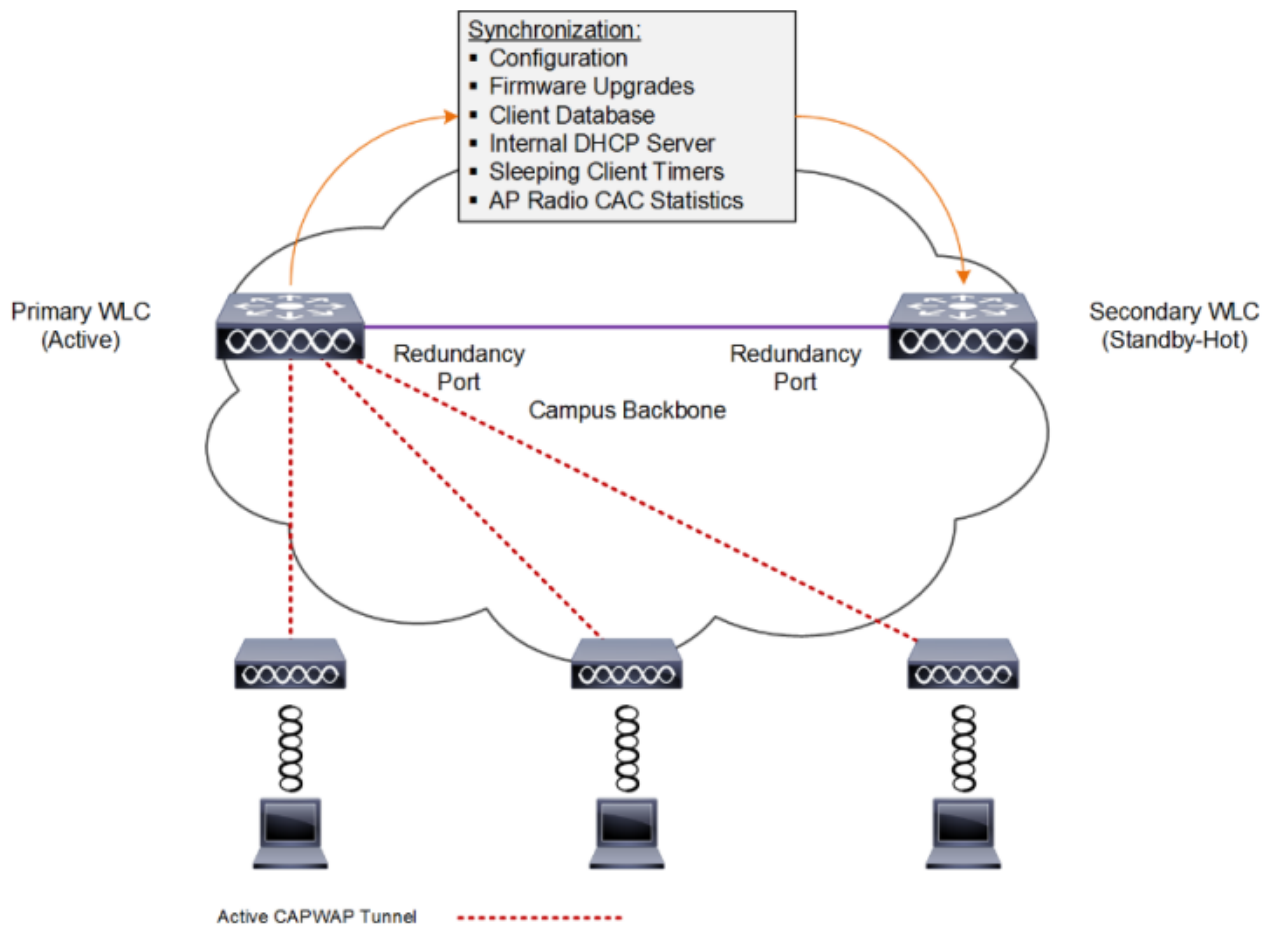 Synchronization:
▪ Configuration
▪ Firmware Upgrades
▪ Client Database
▪ Internal DHCP Server
▪ Sleeping Client Timers
▪ AP Radio CAC Statistics
Primary WLC
(Active)
Secondary WLC
(Standby-Hot)
Redundancy
Port
Redundancy
Port
Campus Backbone
Active CAPWAP Tunnel